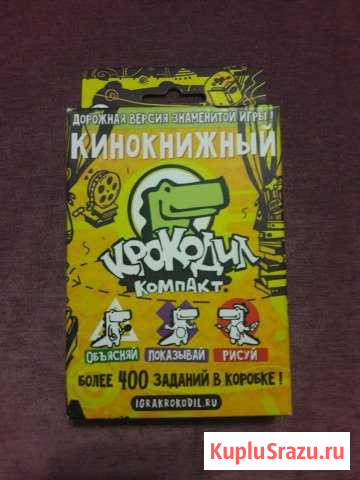 ДОРОЖНАЯ ВЕРСИЯ ЗНАМЕНИТОЙ ИГРЫ!
КИНОКНИЖНЫЙ
КРОКОДИЛ
КОМПАКТ
ОБЪЯСНЯЙ ПОКАЗЫВАЙ РИСУЙ
БОЛЕЕ 400 ЗАДАНИЙ В КОРОБКЕ!
IGRAKROKODIL.RU
KupluSrazu.ru